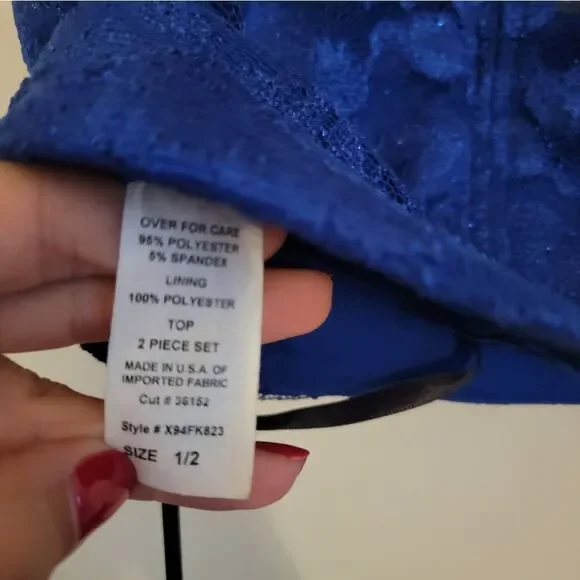 OVER FOR CARE
95% POLYESTER
5% SPANDEX
LINING
100% POLYESTER
TOP
2 PIECE SET
MADE IN U.S.A. OF
IMPORTED FABRIC
Cut # 36152
Style # X94FK823
SIZE 1/2